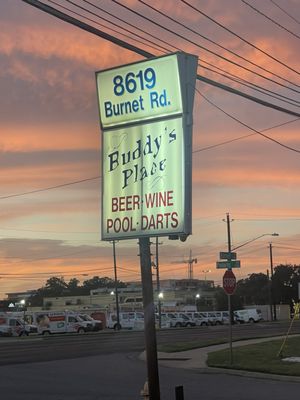 8619
Burnet Rd.
Buddy's
Place
BEER·WINE
POOL·DARTS